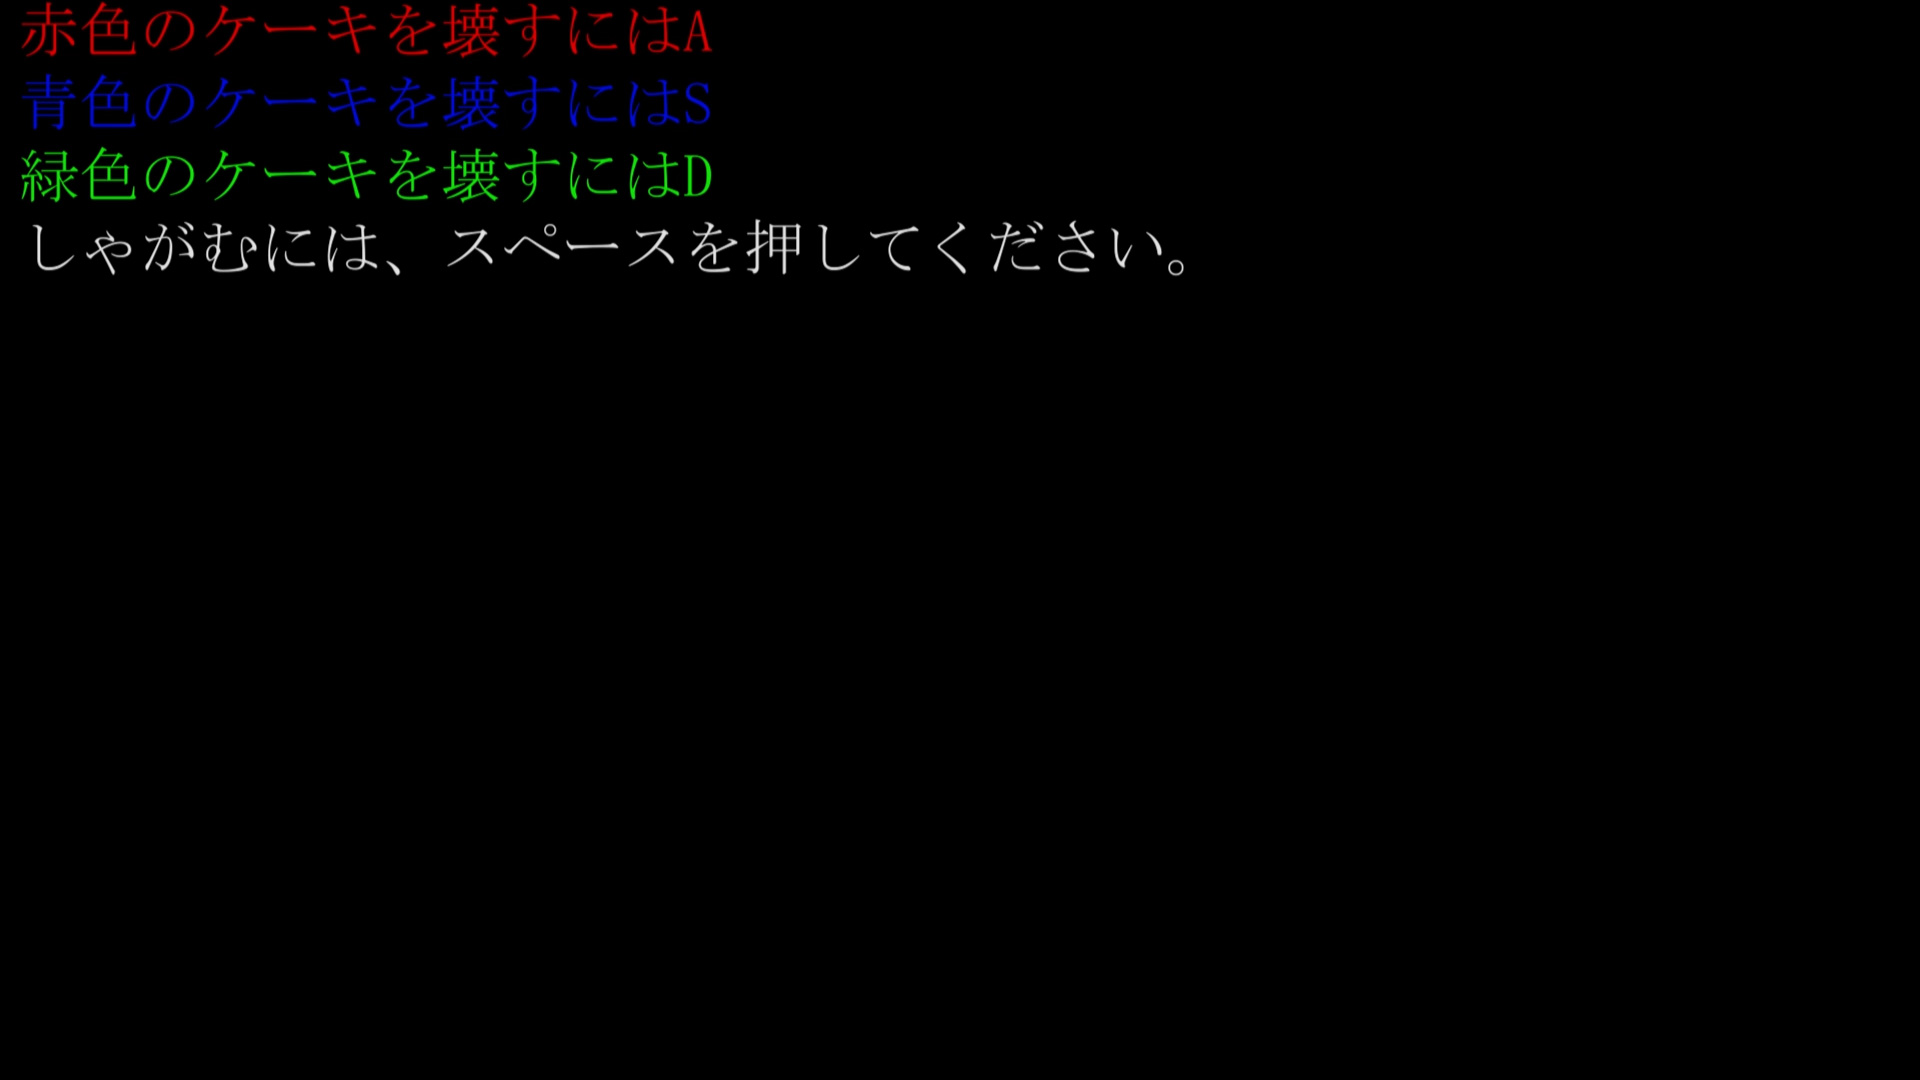 赤色のケーキを壊すにはA
青色のケーキを壊すにはS
緑色のケーキを壊すにはD
しゃがむには、スペースを押してください。